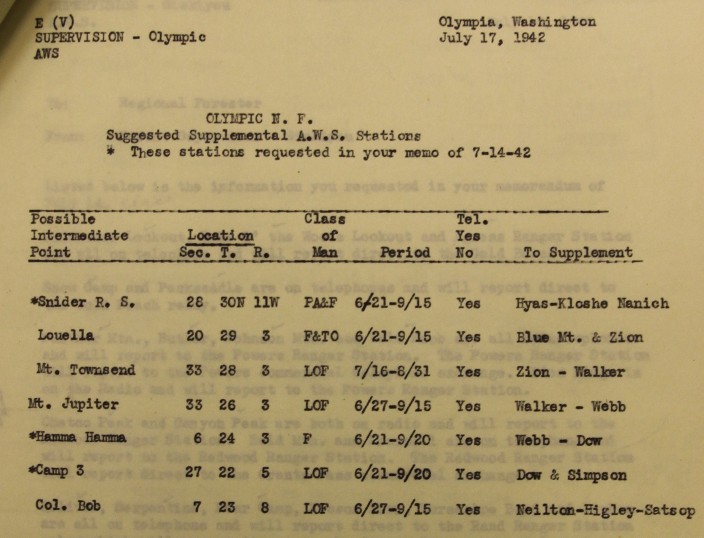 E (V) Olympia, Washington
SUPERVISION - Olympic July 17, 1942
AWS
OLYMPIC N. F.
Suggested Supplemental A.W.S. Stations
* These stations requested in your memo of 7-14-42
Possible Class Tel.
Intermediate Location of Yes
Point Sec. T. R. Man Period No To Supplement
*Snider R. S. 28 30N 11W PA&F 6/21-9/15 Yes Hyas-Kloshe Nanich
Louella 20 29 3 F&TO 6/21-9/15 Yes Blue Mt. & Zion
Mt. Townsend 33 28 3 LOF 7/16-8/31 Yes Zion - Walker
Mt. Jupiter 33 26 3 LOF 6/27-9/15 Yes Walker - Webb
*Hamma Hamma 6 24 3 F 6/21-9/20 Yes Webb - Dow
*Camp 3 27 22 5 LOF 6/21-9/20 Yes Dow & Simpson
Col. Bob 7 23 8 LOF 6/27-9/15 Yes Neilton-Higley-Satsop